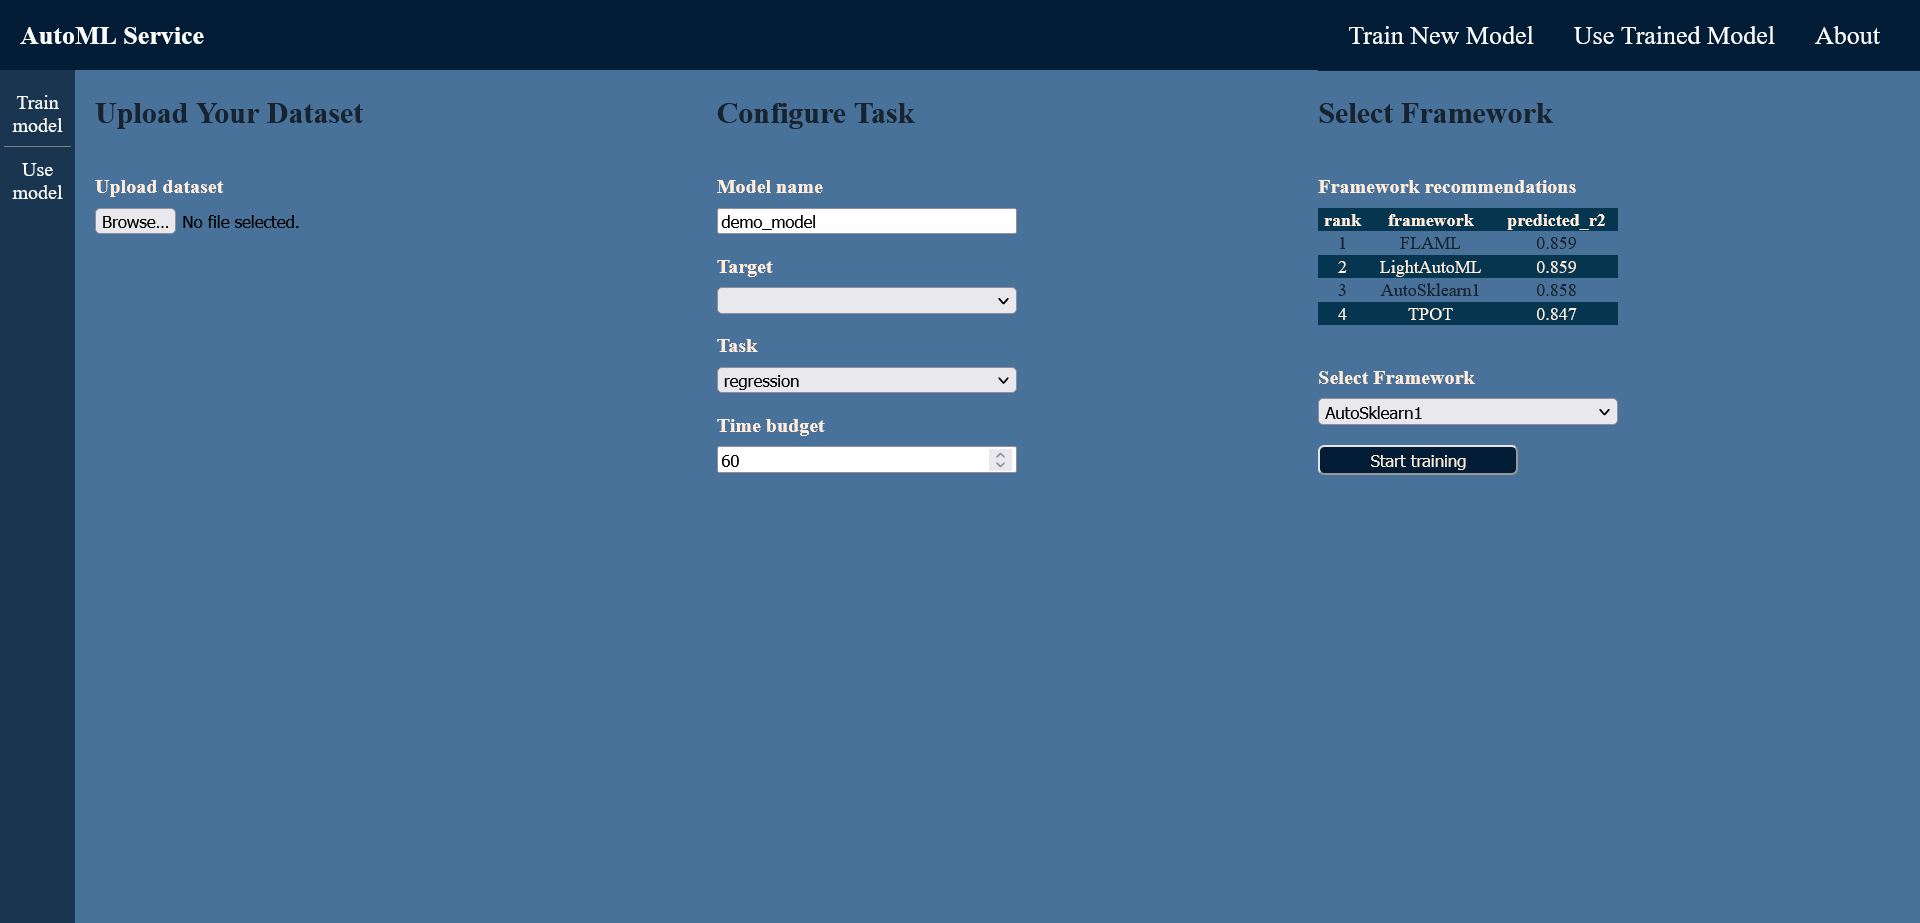 AutoML Service
Train New Model
Use Trained Model
About
Train
model
Use
model
Upload Your Dataset
Upload dataset
Browse... No file selected.
Configure Task
Model name
demo_model
Target
Task
regression
Time budget
60
Select Framework
Framework recommendations
rank framework predicted_r2
1 FLAML 0.859
2 LightAutoML 0.859
3 AutoSklearn1 0.858
4 TPOT 0.847
Select Framework
AutoSklearn1
Start training